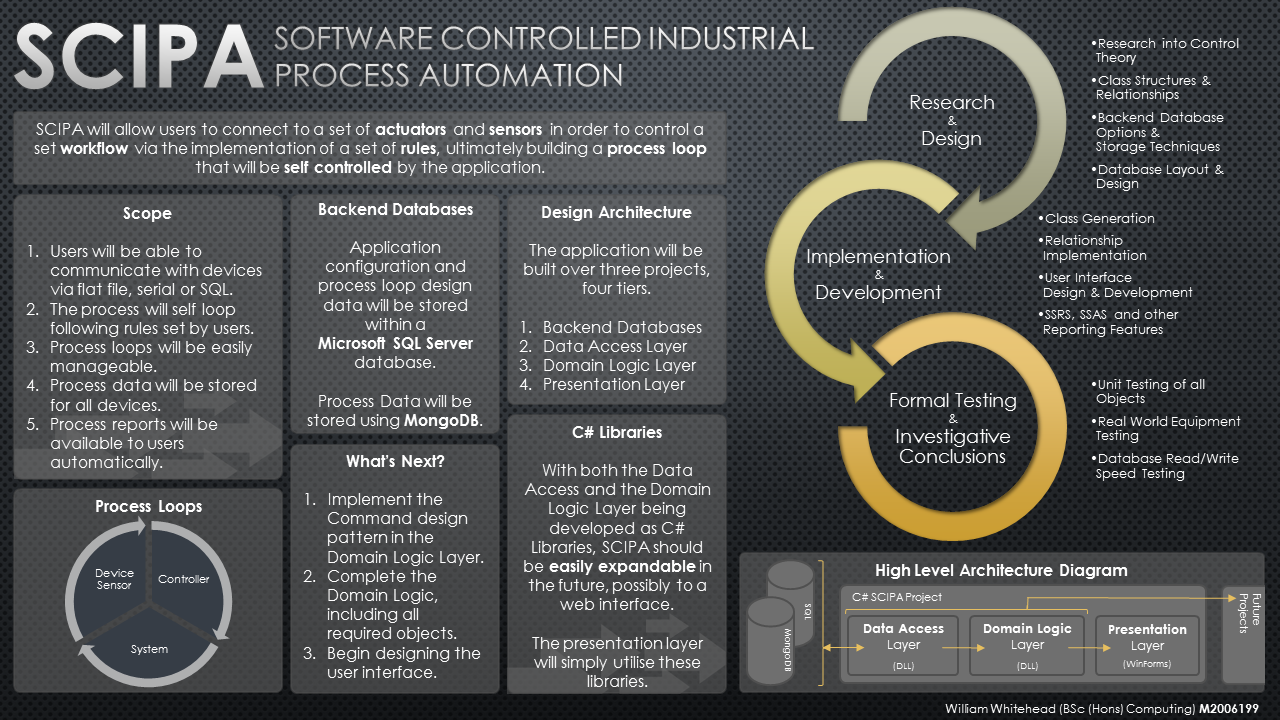 SCIPA
SOFTWARE CONTROLLED INDUSTRIAL
PROCESS AUTOMATION
SCIPA will allow users to connect to a set of actuators and sensors in order to control a
set workflow via the implementation of a set of rules, ultimately building a process loop
that will be self controlled by the application.
Scope
1. Users will be able to
communicate with devices
via flat file, serial or SQL.
2. The process will self loop
following rules set by users.
3. Process loops will be easily
manageable.
4. Process data will be stored
for all devices.
5. Process reports will be
available to users
automatically.
Process Loops
Device
Sensor
Controller
System
Backend Databases
Application
configuration and
process loop design
data will be stored
within a
Microsoft SQL Server
database.
Process Data will be
stored using MongoDB.
What's Next?
1. Implement the
Command design
pattern in the
Domain Logic Layer.
2. Complete the
Domain Logic,
including all
required objects.
3. Begin designing the
user interface.
Design Architecture
The application will be
built over three projects,
four tiers.
1. Backend Databases
2. Data Access Layer
3. Domain Logic Layer
4. Presentation Layer
C# Libraries
With both the Data
Access and the Domain
Logic Layer being
developed as C#
Libraries, SCIPA should
be easily expandable in
the future, possibly to a
web interface.
The presentation layer
will simply utilise these
libraries.
Research
&
Design
•Research into Control
Theory
•Class Structures &
Relationships
•Backend Database
Options &
Storage Techniques
•Database Layout &
Design
Implementation
&
Development
•Class Generation
•Relationship
Implementation
•User Interface
Design & Development
•SSRS, SSAS and other
Reporting Features
Formal Testing
&
Investigative
Conclusions
•Unit Testing of all
Objects
•Real World Equipment
Testing
•Database Read/Write
Speed Testing
High Level Architecture Diagram
SQL
MongoDB
C# SCIPA Project
Data Access
Layer
(DLL)
Domain Logic
Layer
(DLL)
Presentation
Layer
(WinForms)
Future
Projects
William Whitehead (BSc (Hons) Computing) M2006199